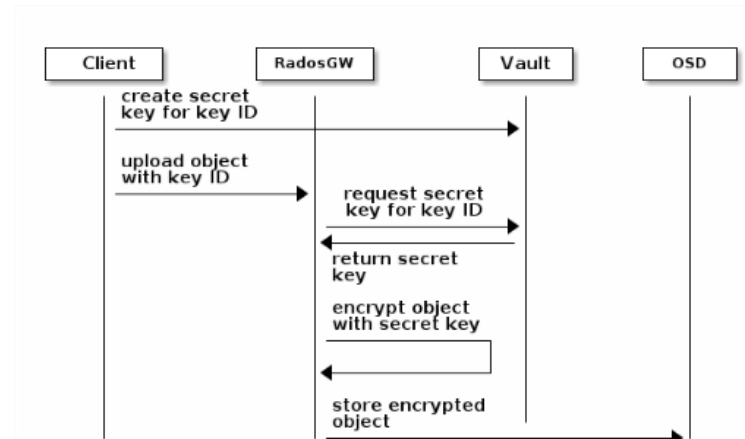 Client
RadosGW
Vault
OSD
create secret
key for key ID
upload object
with key ID
request secret
key for key ID
return secret
key
encrypt object
with secret key
store encrypted
object